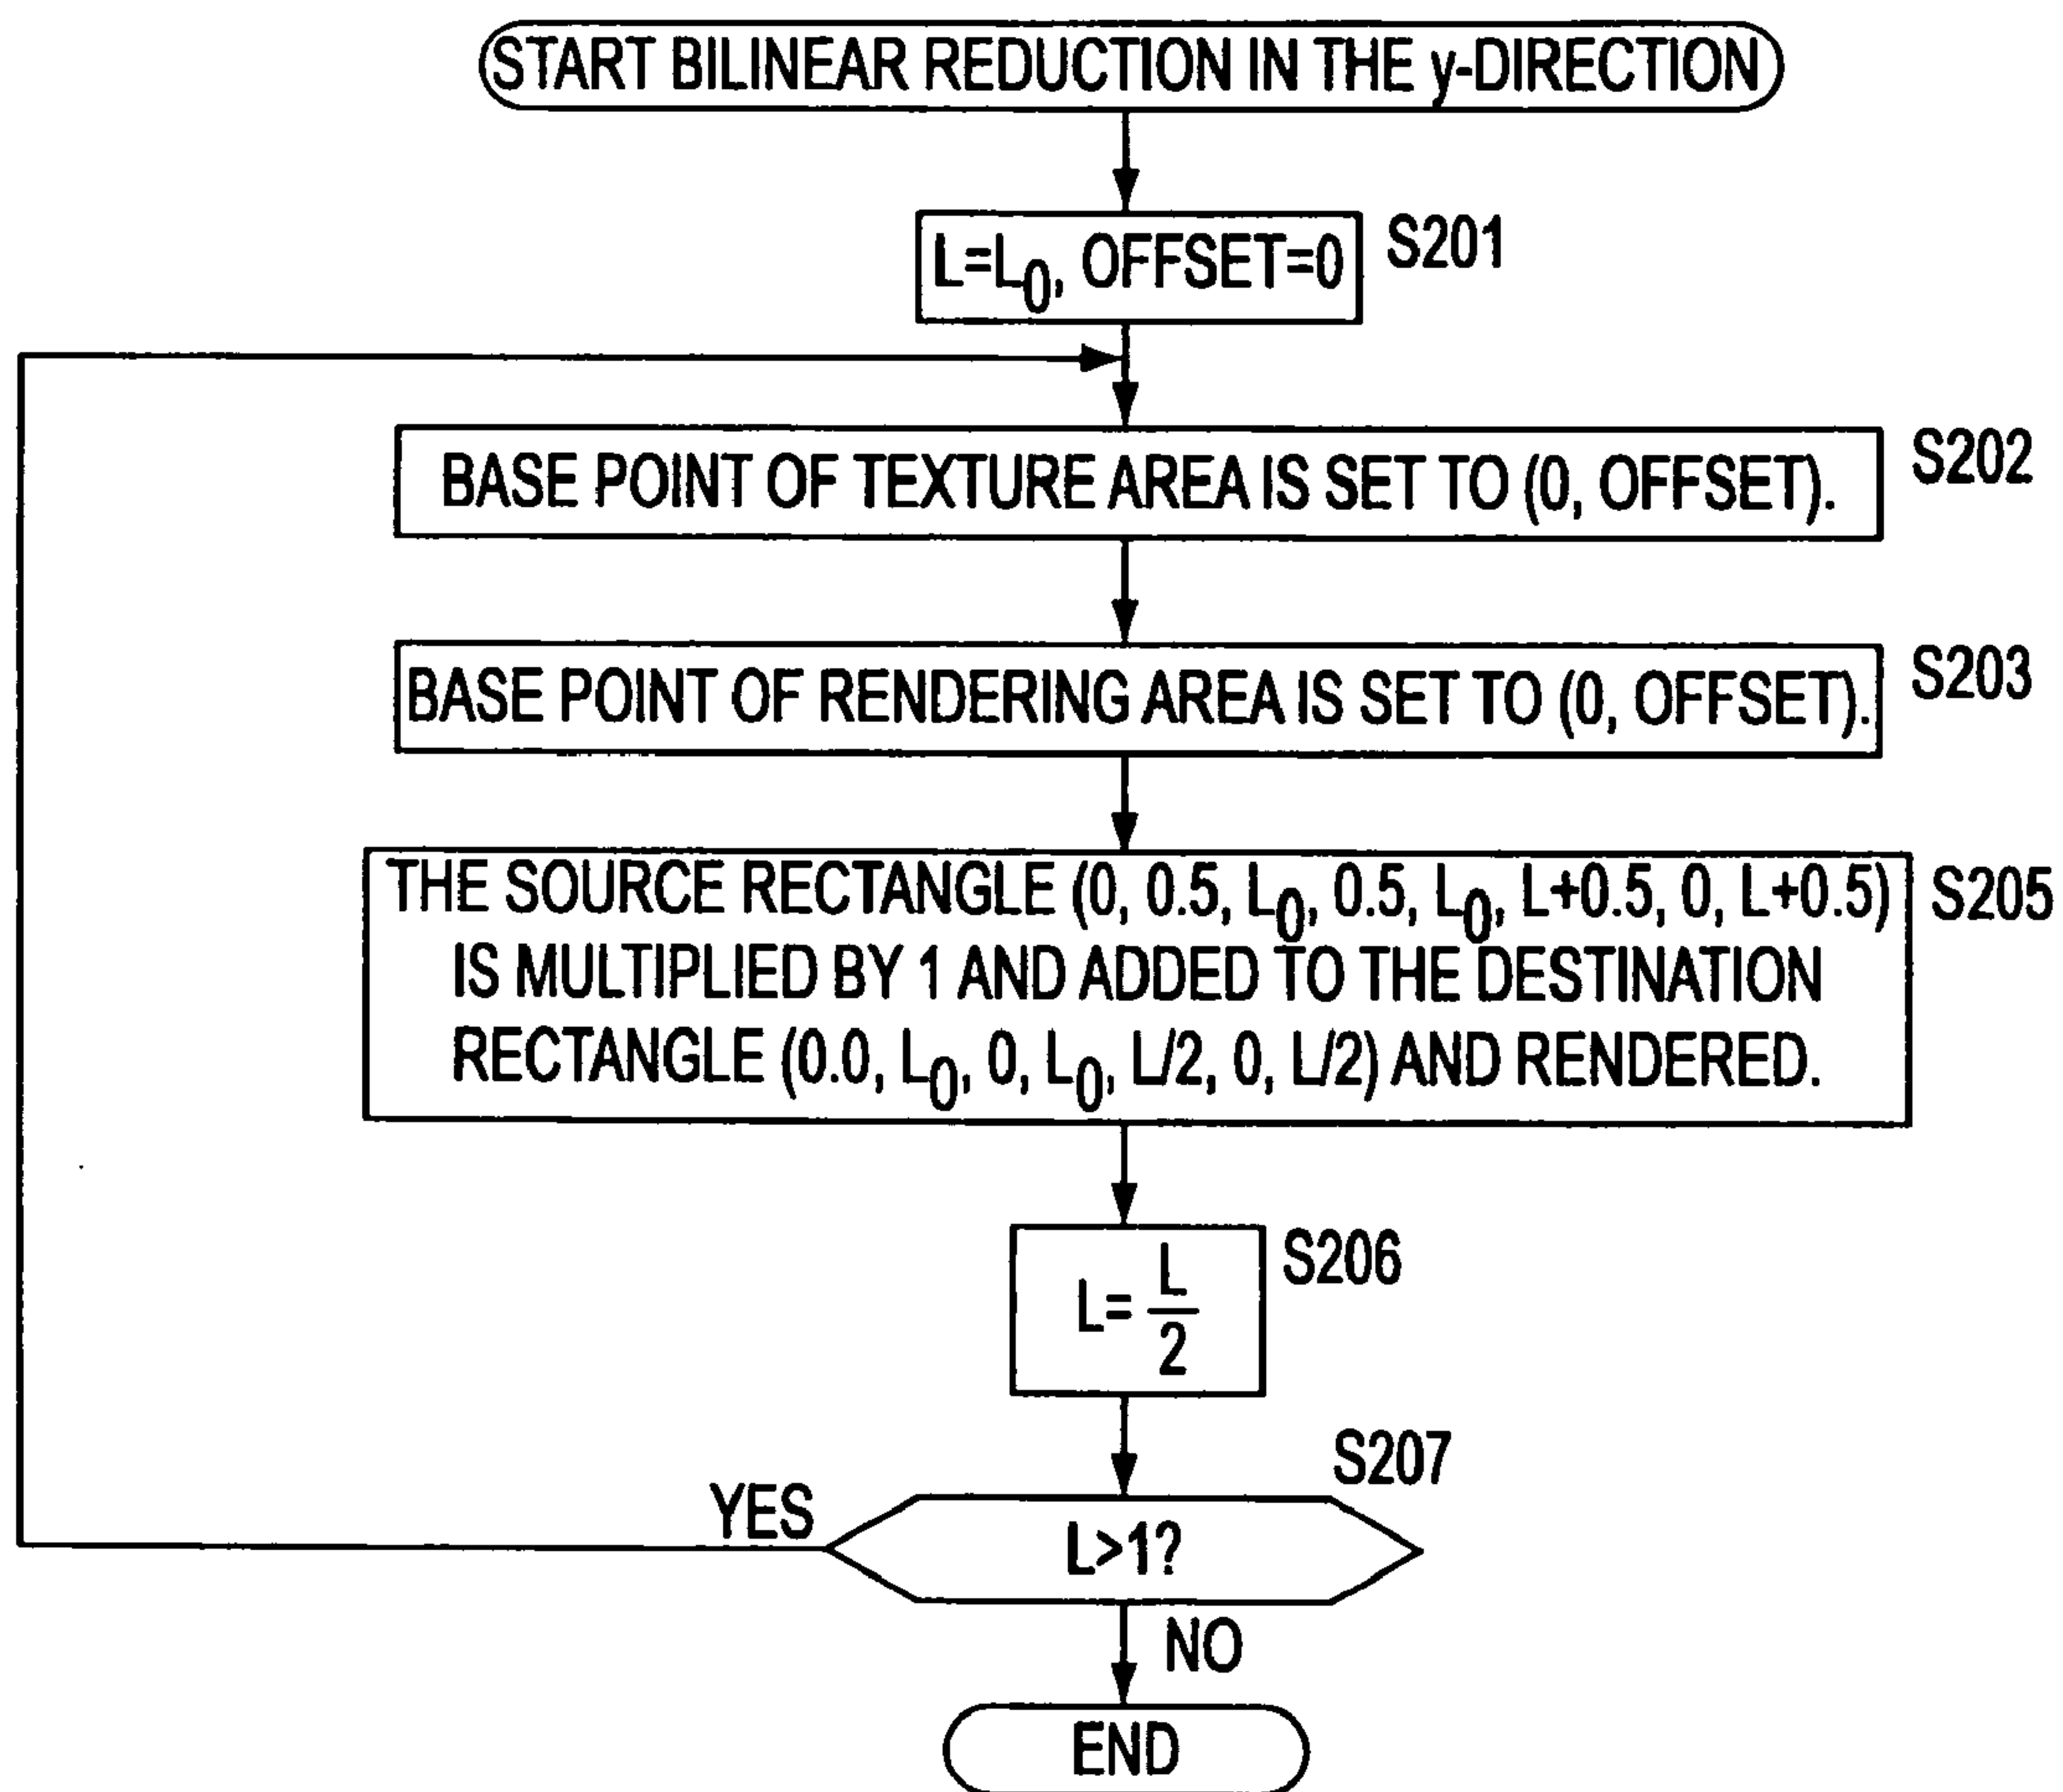 START BILINEAR REDUCTION IN THE y-DIRECTION
L=L0, OFFSET=0
S201
BASE POINT OF TEXTURE AREA IS SET TO (0, OFFSET).
S202
BASE POINT OF RENDERING AREA IS SET TO (0, OFFSET).
S203
THE SOURCE RECTANGLE (0, 0.5, L0, 0.5, L0, L+0.5, 0, L+0.5)
S205
IS MULTIPLIED BY 1 AND ADDED TO THE DESTINATION
RECTANGLE (0.0, L0, 0, L0, L/2, 0, L/2) AND RENDERED.
L= L/2
S206
S207
YES
L>1?
NO
END